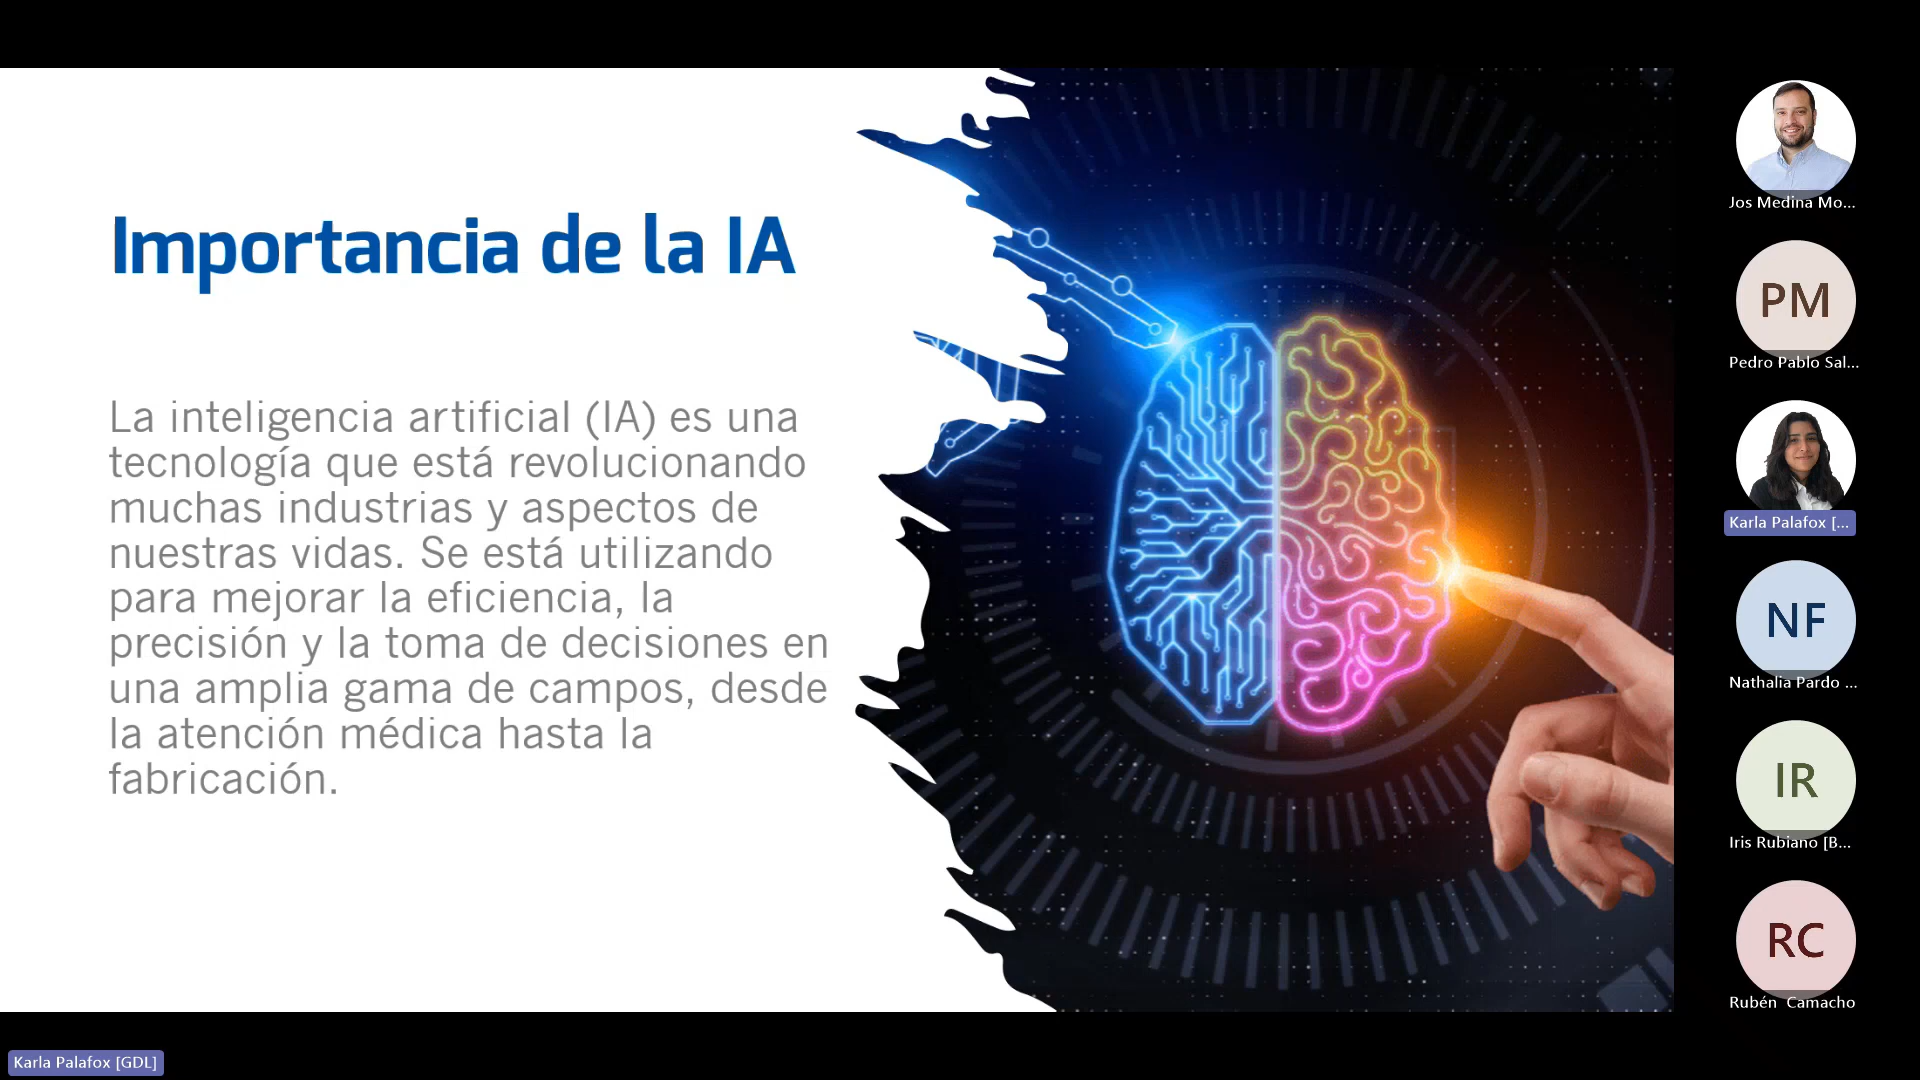 Importancia de la IA
La inteligencia artificial (IA) es una
tecnología que está revolucionando
muchas industrias y aspectos de
nuestras vidas. Se está utilizando
para mejorar la eficiencia, la
precisión y la toma de decisiones en
una amplia gama de campos, desde
la atención médica hasta la
fabricación.
Jos Medina Mo...
PM
Pedro Pablo Sal...
Karla Palafox [...
NF
Nathalia Pardo ...
IR
Iris Rubiano [B...
RC
Rubén Camacho
Karla Palafox [GDL]